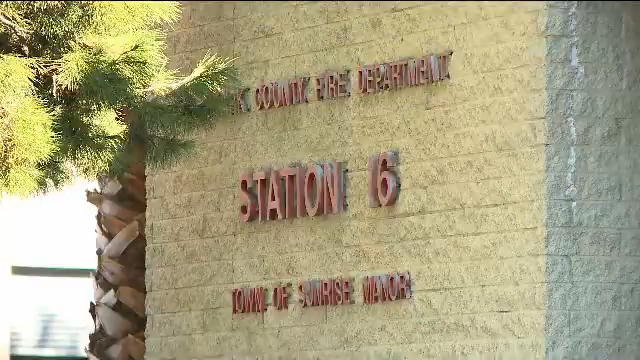 K COUNTY FIRE DEPARTMENT
STATION 16
TOWN OF SUNRISE MANOR